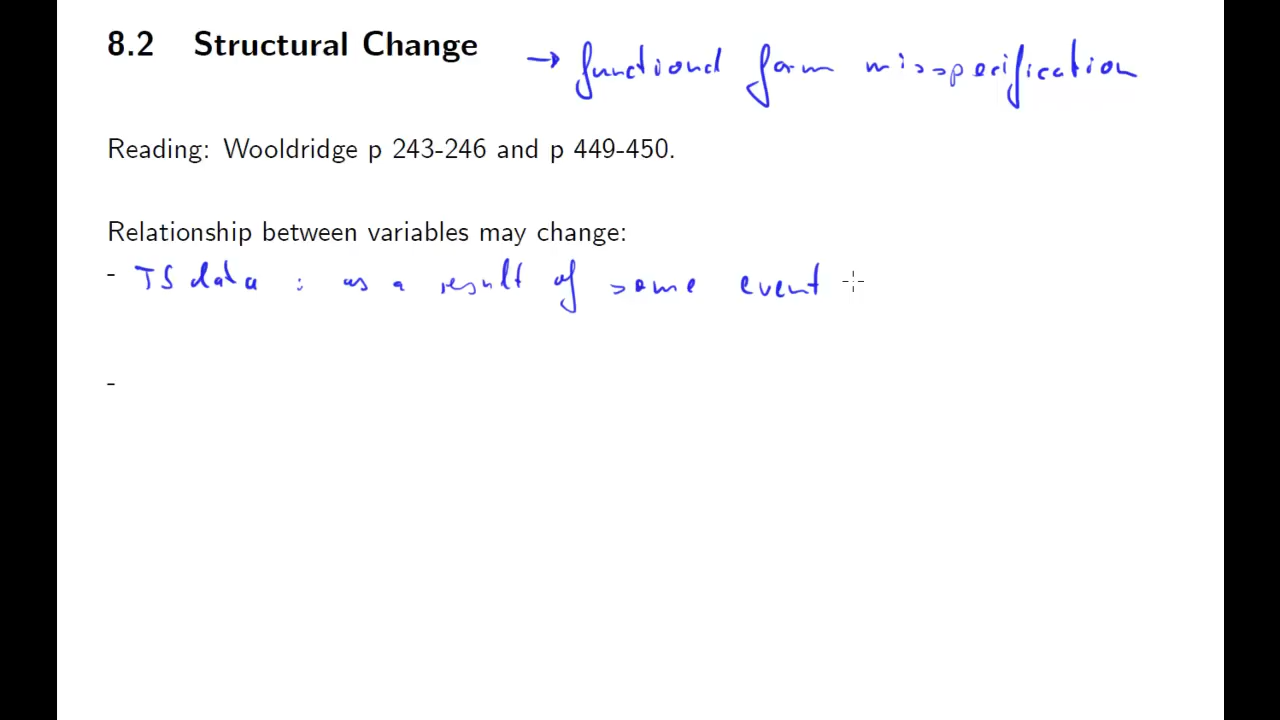 8.2 Structural Change → functional form misspecification
Reading: Wooldridge p 243-246 and p 449-450.
Relationship between variables may change:
- TS data : as a result of some event
-